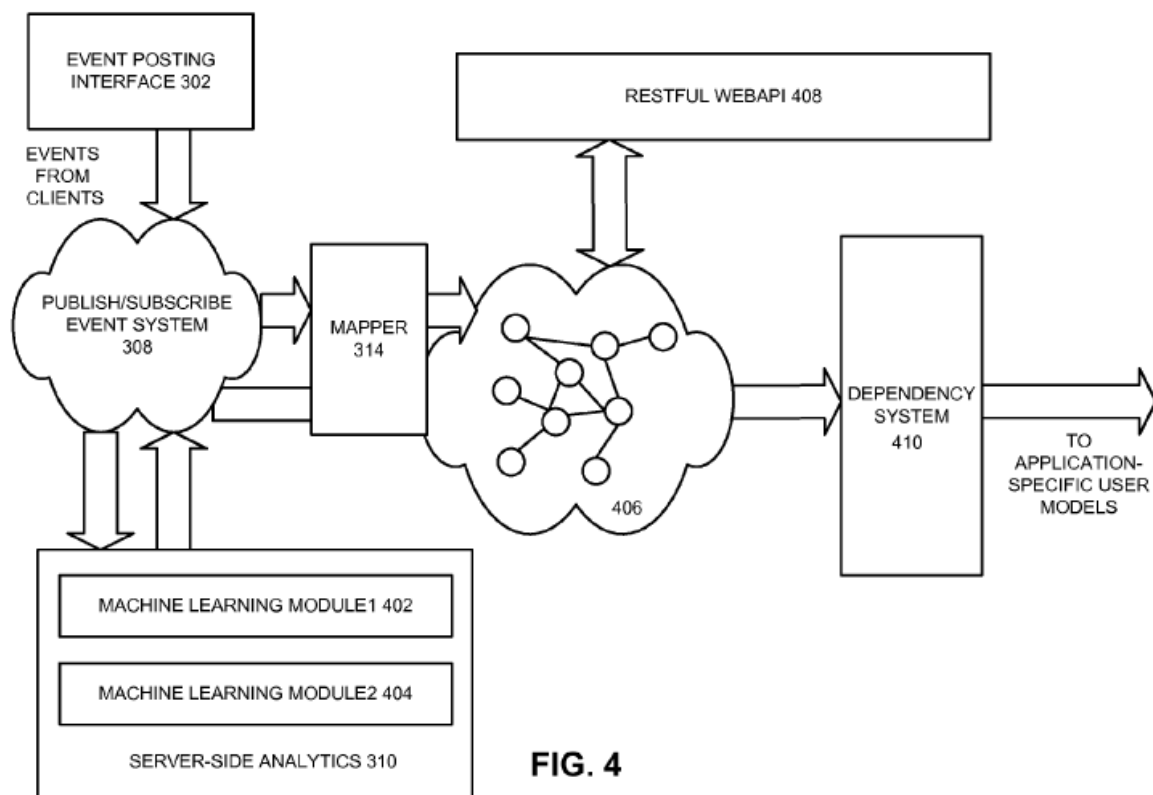 EVENT POSTING
INTERFACE 302
RESTFUL WEBAPI 408
EVENTS
FROM
CLIENTS
PUBLISH/SUBSCRIBE
EVENT SYSTEM
308
MAPPER
314
DEPENDENCY
SYSTEM
410
TO
APPLICATION-
SPECIFIC USER
MODELS
406
MACHINE LEARNING MODULE1 402
MACHINE LEARNING MODULE2 404
SERVER-SIDE ANALYTICS 310
FIG. 4